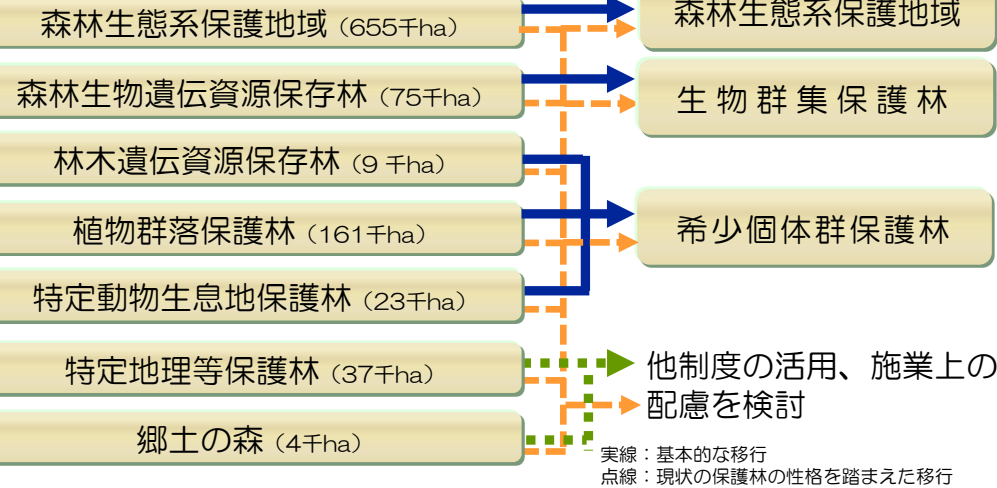 森林生態系保護地域（655千ha）
森林生物遺伝資源保存林（75千ha）
林木遺伝資源保存林（9 千ha）
植物群落保護林（161千ha）
特定動物生息地保護林（23千ha）
特定地理等保護林（37千ha）
郷土の森（4千ha）
森林生態系保護地域
生物群集保護林
希少個体群保護林
他制度の活用、施業上の
配慮を検討
実線：基本的な移行
点線：現状の保護林の性格を踏まえた移行